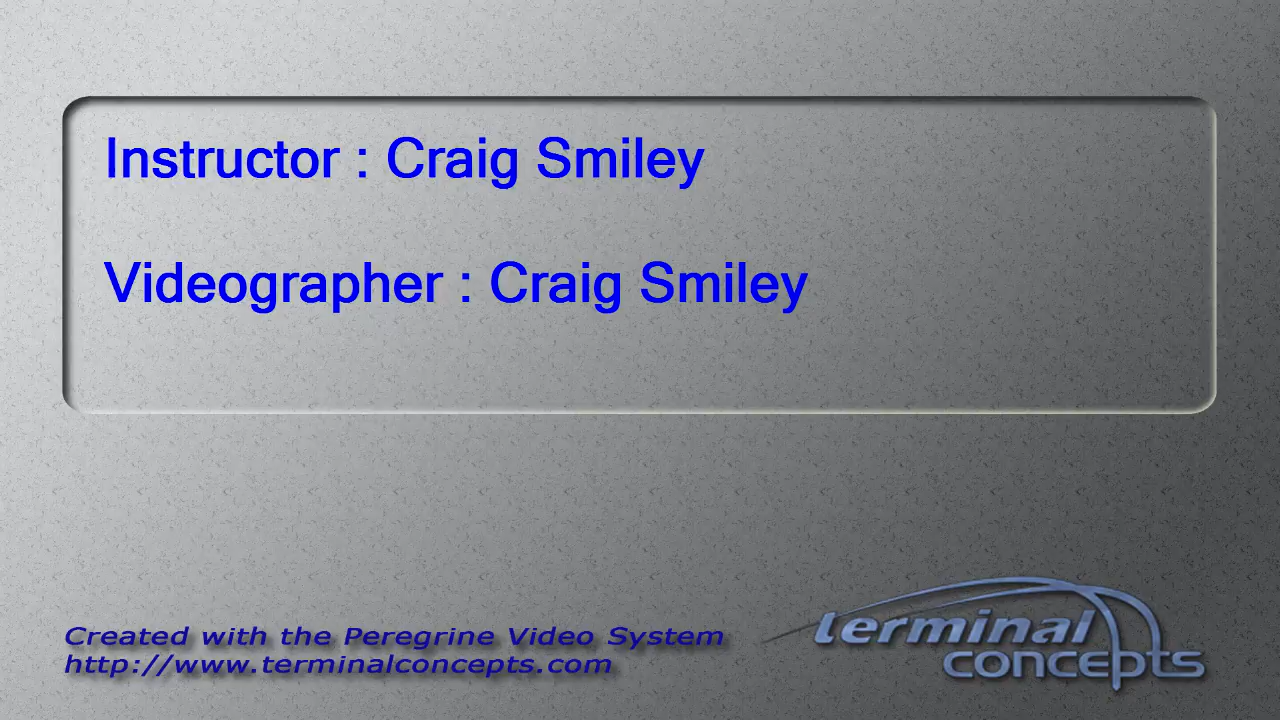 Instructor : Craig Smiley
Videographer : Craig Smiley
Created with the Peregrine Video System
http://www.terminalconcepts.com
terminal
concepts